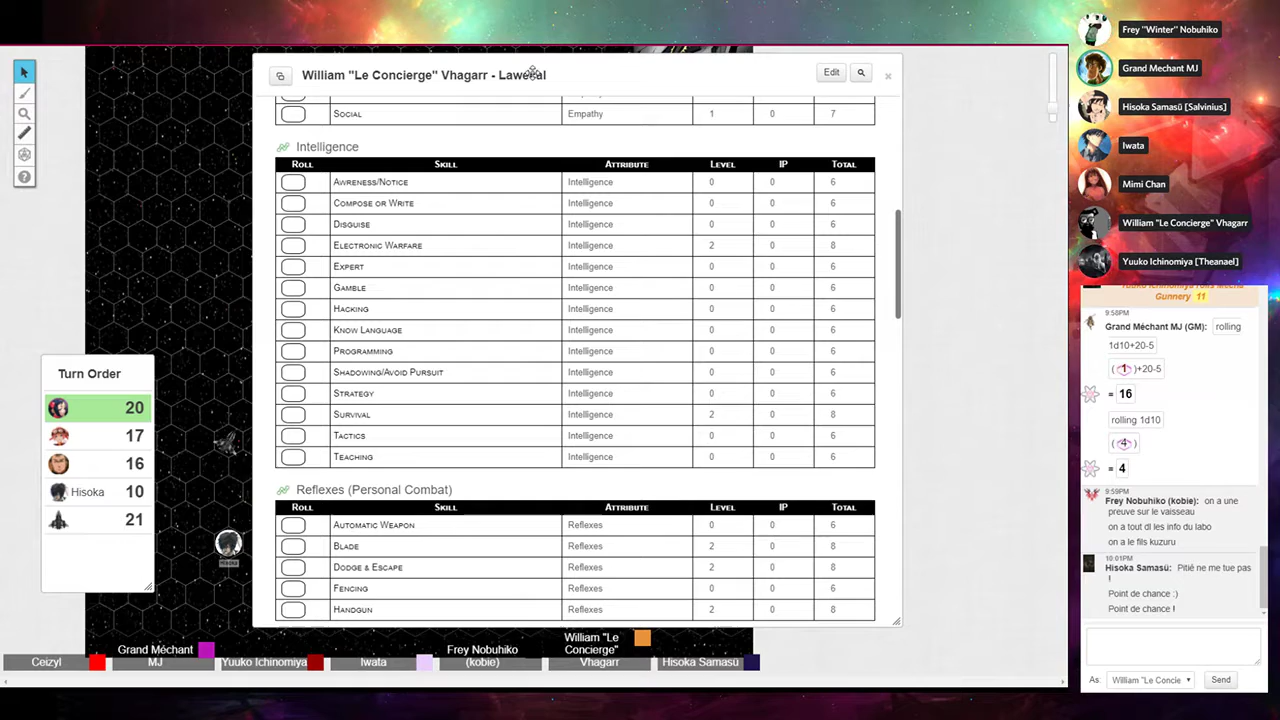 William "Le Concierge" Vhagarr - Lawe
Edit
SOCIAL Empathy 1 0 7
Intelligence
ROLL SKILL ATTRIBUTE LEVEL IP TOTAL
AWRENESS/NOTICE Intelligence 0 0 6
COMPOSE OR WRITE Intelligence 0 0 6
DISGUISE Intelligence 0 0 6
ELECTRONIC WARFARE Intelligence 2 0 8
EXPERT Intelligence 0 0 6
GAMBLE Intelligence 0 0 6
HACKING Intelligence 0 0 6
KNOW LANGUAGE Intelligence 0 0 6
PROGRAMMING Intelligence 0 0 6
SHADOWING/AVOID PURSUIT Intelligence 0 0 6
STRATEGY Intelligence 0 0 6
SURVIVAL Intelligence 2 0 8
TACTICS Intelligence 0 0 6
TEACHING Intelligence 0 0 6
Reflexes (Personal Combat)
ROLL SKILL ATTRIBUTE LEVEL IP TOTAL
AUTOMATIC WEAPON Reflexes 0 0 6
BLADE Reflexes 2 0 8
DODGE & ESCAPE Reflexes 2 0 8
FENCING Reflexes 0 0 6
HANDGUN Reflexes 2 0 8
Turn Order
20
17
16
Hisoka 10
21
Hisoka
Ceizyl
Grand Méchant
MJ
Yuuko Ichinomiya
Iwata
Frey Nobuhiko
(kobie)
William "Le
Concierge"
Vhagarr
Hisoka Samasü
Frey "Winter" Nobuhiko
Grand Mechant MJ
Hisoka Samasü [Salvinius]
Iwata
Mimi Chan
William "Le Concierge" Vhagarr
Yuuko Ichinomiya [Theanael]
Yuuko Ichinomiya rolls Mecha
Gunnery 11
9:58PM
Grand Méchant MJ (GM): rolling
1d10+20-5
(1)+20-5
= 16
rolling 1d10
(4)
= 4
9:59PM
Frey Nobuhiko (kobie): on a une
preuve sur le vaisseau
on a tout dl les info du labo
on a le fils kuzuru
10:01PM
Hisoka Samasü: Pitié ne me tue pas
!
Point de chance :)
Point de chance !
As: William "Le Concie
Send